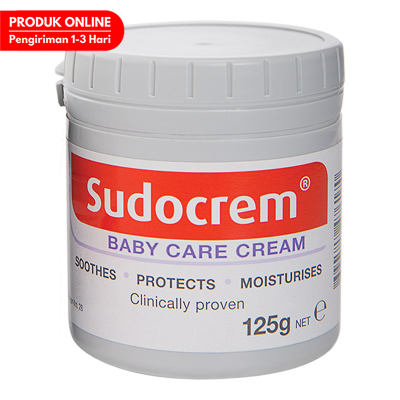 PRODUK ONLINE
Pengiriman 1-3 Hari
Sudocrem®
BABY CARE CREAM
SOOTHES • PROTECTS • MOISTURISES
Clinically proven
125g NET ℮